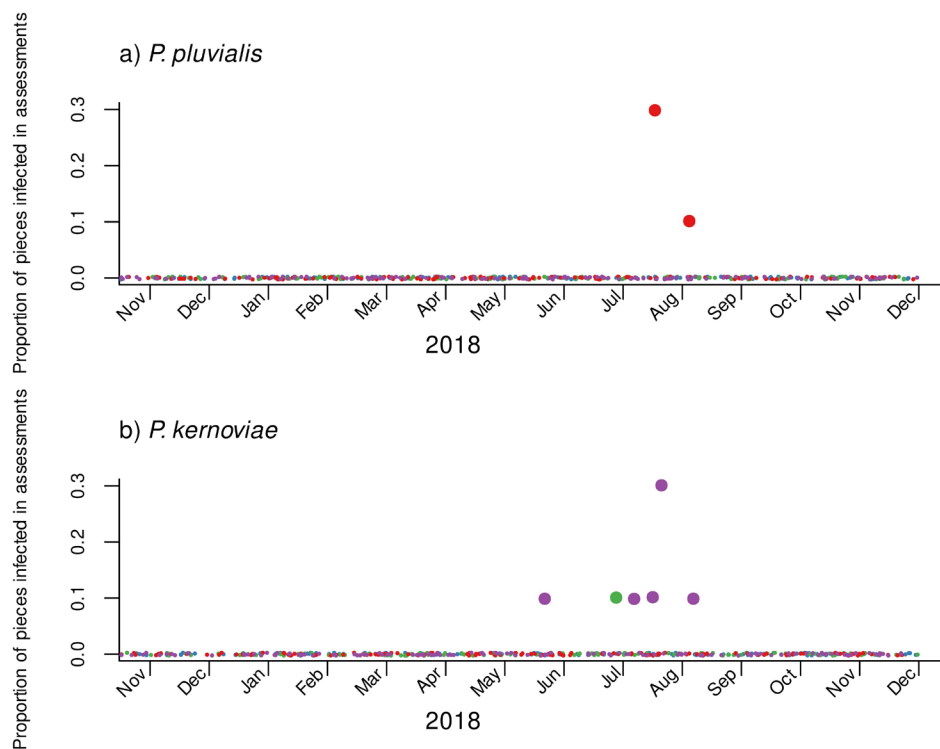 a) P. pluvialis
Proportion of pieces infected in assessments
0.3
0.2
0.1
0.0
Nov Dec Jan Feb Mar Apr May Jun Jul Aug Sep Oct Nov Dec
2018
b) P. kernoviae
Proportion of pieces infected in assessments
0.3
0.2
0.1
0.0
Nov Dec Jan Feb Mar Apr May Jun Jul Aug Sep Oct Nov Dec
2018